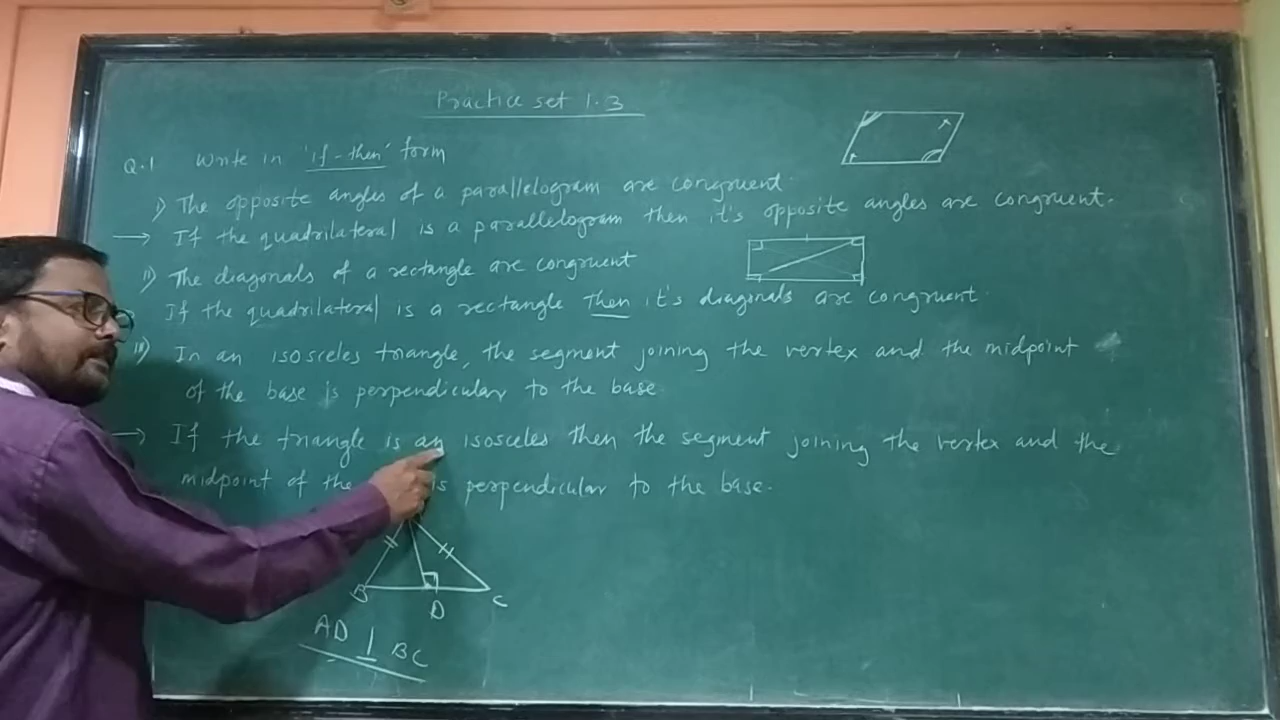 Practice set 1.3
Q.1 Write in 'if-then' form
i) The opposite angles of a parallelogram are congruent.
→ If the quadrilateral is a parallelogram then it's opposite angles are congruent.
ii) The diagonals of a rectangle are congruent
If the quadrilateral is a rectangle then it's diagonals are congruent.
iii) In an isosceles triangle, the segment joining the vertex and the midpoint
of the base is perpendicular to the base.
→ If the triangle is an isosceles then the segment joining the vertex and the
midpoint of the is perpendicular to the base.
B D C
AD ⊥ BC